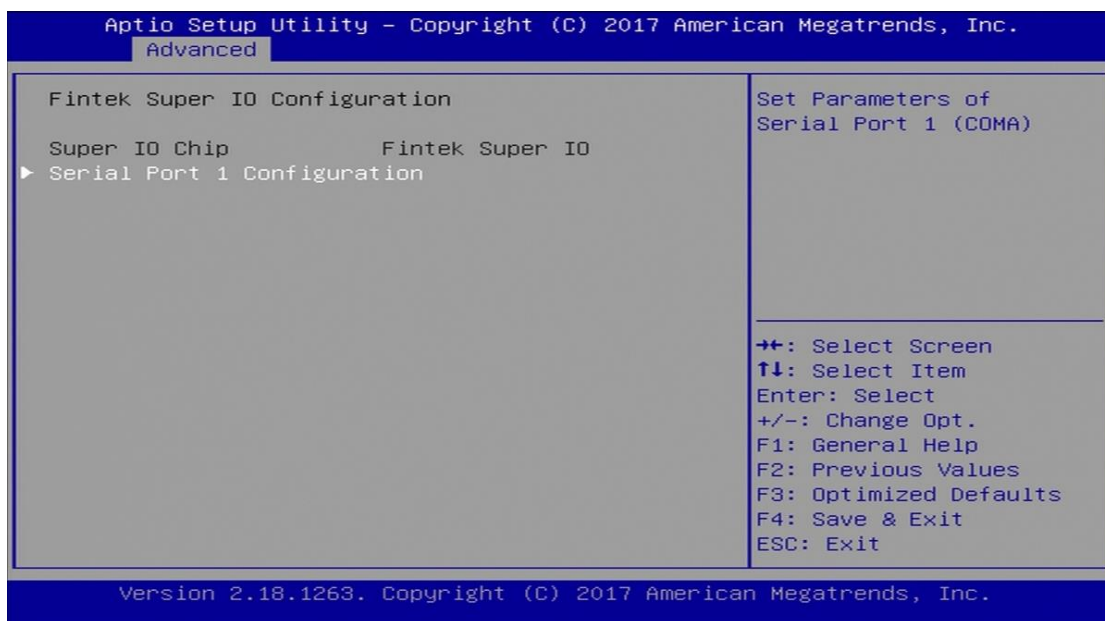 Aptio Setup Utility – Copyright (C) 2017 American Megatrends, Inc.
Advanced
Fintek Super IO Configuration
Super IO Chip Fintek Super IO
► Serial Port 1 Configuration
Set Parameters of
Serial Port 1 (COMA)
→←: Select Screen
↑↓: Select Item
Enter: Select
+/-: Change Opt.
F1: General Help
F2: Previous Values
F3: Optimized Defaults
F4: Save & Exit
ESC: Exit
Version 2.18.1263. Copyright (C) 2017 American Megatrends, Inc.